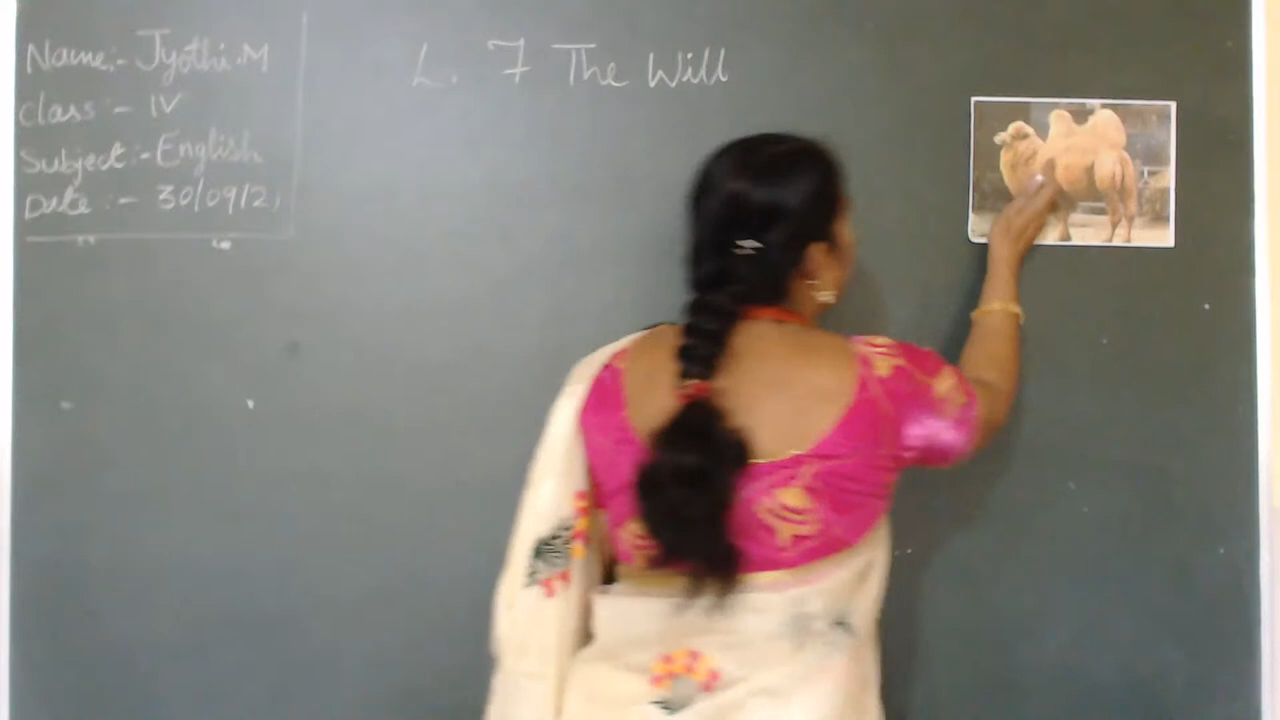 Name:- Jyothi.M
Class :- IV
Subject:- English
Date :- 30/09/21
L. 7 The Will